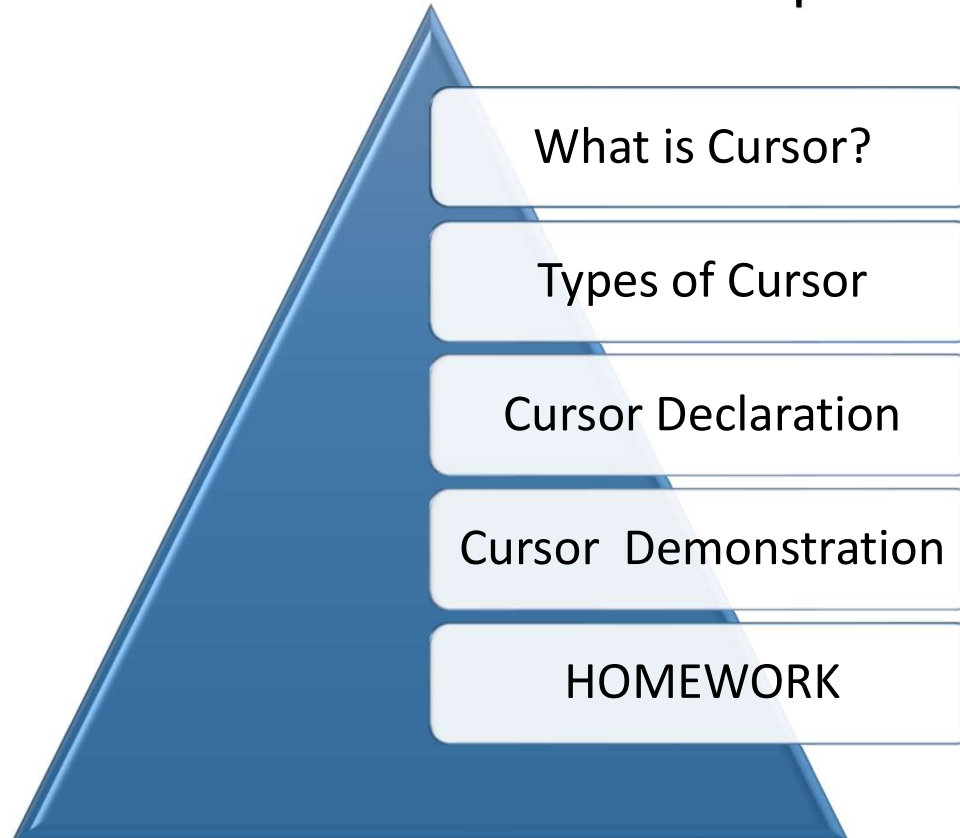 What is Cursor?
Types of Cursor
Cursor Declaration
Cursor  Demonstration
HOMEWORK